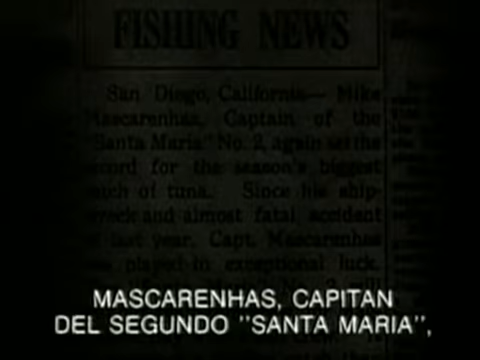 FISHING NEWS
San Diego, California— Mike
Mascarenhas, Captain of the
"Santa Maria" No. 2, again set the
record for the season's biggest
catch of tuna. Since his ship-
wreck and almost fatal accident
last year, Capt. Mascarenhas
played in exceptional luck.
MASCARENHAS, CAPITAN
DEL SEGUNDO "SANTA MARIA",